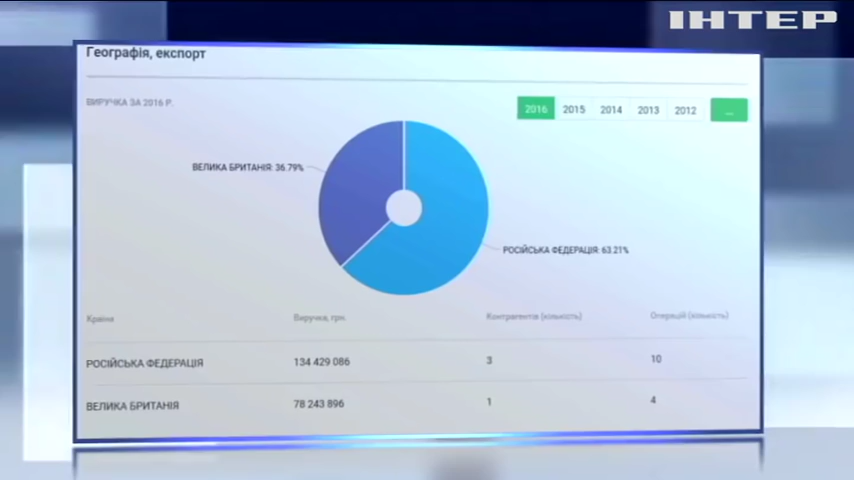 ІНТЕР
Географія, експорт
ВИРУЧКА ЗА 2016 Р.
2016 2015 2014 2013 2012 ...
ВЕЛИКА БРИТАНІЯ: 36.79%
РОСІЙСЬКА ФЕДЕРАЦІЯ: 63.21%
Країна Виручка, грн. Контрагентів (кількість) Операцій (кількість)
РОСІЙСЬКА ФЕДЕРАЦІЯ 134 429 086 3 10
ВЕЛИКА БРИТАНІЯ 78 243 896 1 4